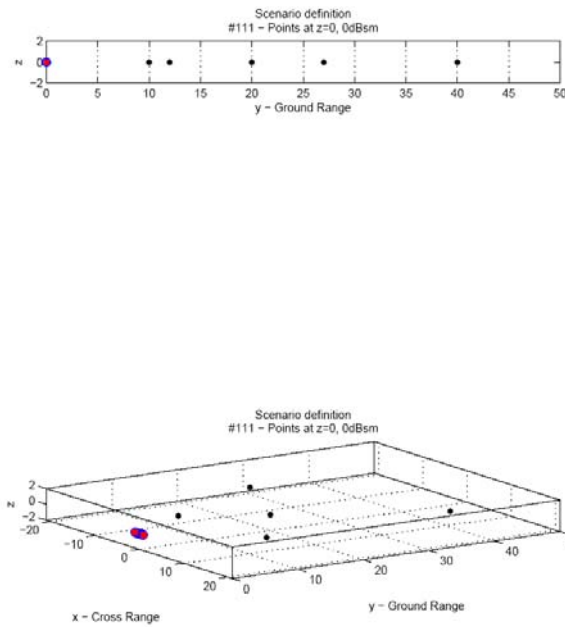 Scenario definition
#111 − Points at z=0, 0dBsm
2
0
−2
z
0 5 10 15 20 25 30 35 40 45 50
y − Ground Range
Scenario definition
#111 − Points at z=0, 0dBsm
2
0
−2
z
−20
−10
0
10
20
0
10
20
30
40
x − Cross Range
y − Ground Range